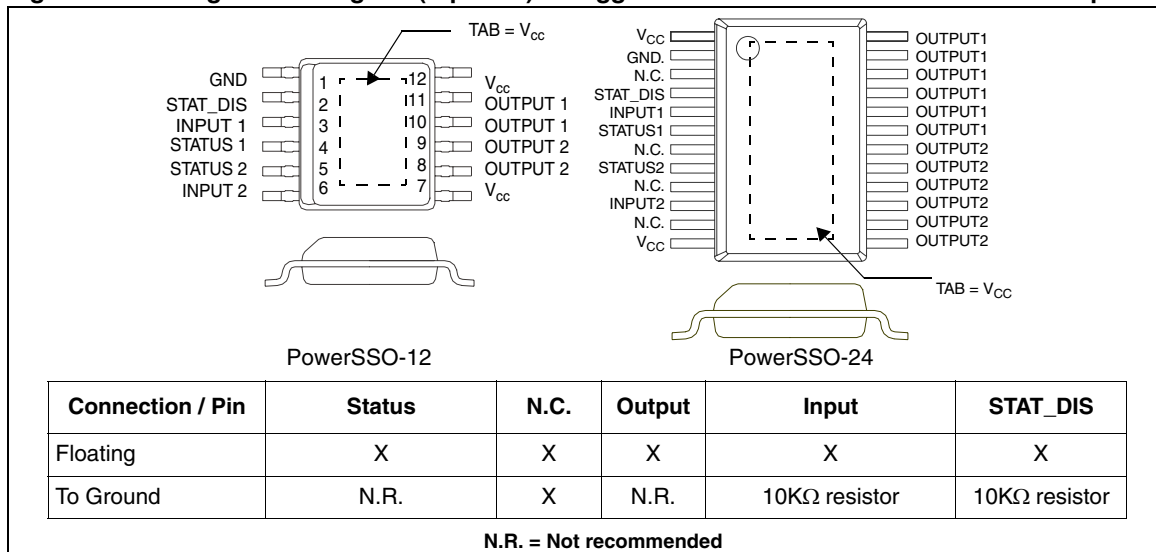 TAB = Vcc
GND
STAT_DIS
INPUT 1
STATUS 1
STATUS 2
INPUT 2
1
2
3
4
5
6
12
11
10
9
8
7
Vcc
OUTPUT 1
OUTPUT 1
OUTPUT 2
OUTPUT 2
Vcc
PowerSSO-12
VCC
GND.
N.C.
STAT_DIS
INPUT1
STATUS1
N.C.
STATUS2
N.C.
INPUT2
N.C.
VCC
OUTPUT1
OUTPUT1
OUTPUT1
OUTPUT1
OUTPUT1
OUTPUT1
OUTPUT2
OUTPUT2
OUTPUT2
OUTPUT2
OUTPUT2
OUTPUT2
TAB = VCC
PowerSSO-24
Connection / Pin Status N.C. Output Input STAT_DIS
Floating X X X X X
To Ground N.R. X N.R. 10KΩ resistor 10KΩ resistor
N.R. = Not recommended